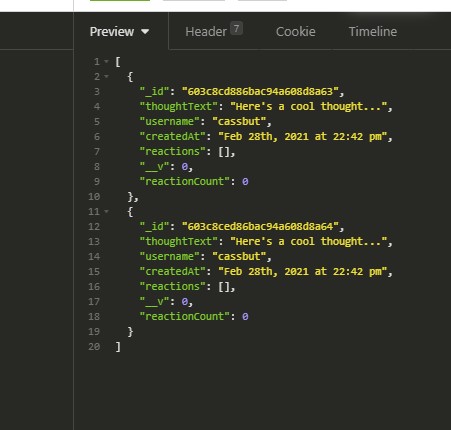 Preview Header 7 Cookie Timeline
1 [
2 {
3 "_id": "603c8cd886bac94a608d8a63",
4 "thoughtText": "Here's a cool thought...",
5 "username": "cassbut",
6 "createdAt": "Feb 28th, 2021 at 22:42 pm",
7 "reactions": [],
8 "__v": 0,
9 "reactionCount": 0
10 },
11 {
12 "_id": "603c8ced86bac94a608d8a64",
13 "thoughtText": "Here's a cool thought...",
14 "username": "cassbut",
15 "createdAt": "Feb 28th, 2021 at 22:42 pm",
16 "reactions": [],
17 "__v": 0,
18 "reactionCount": 0
19 }
20 ]